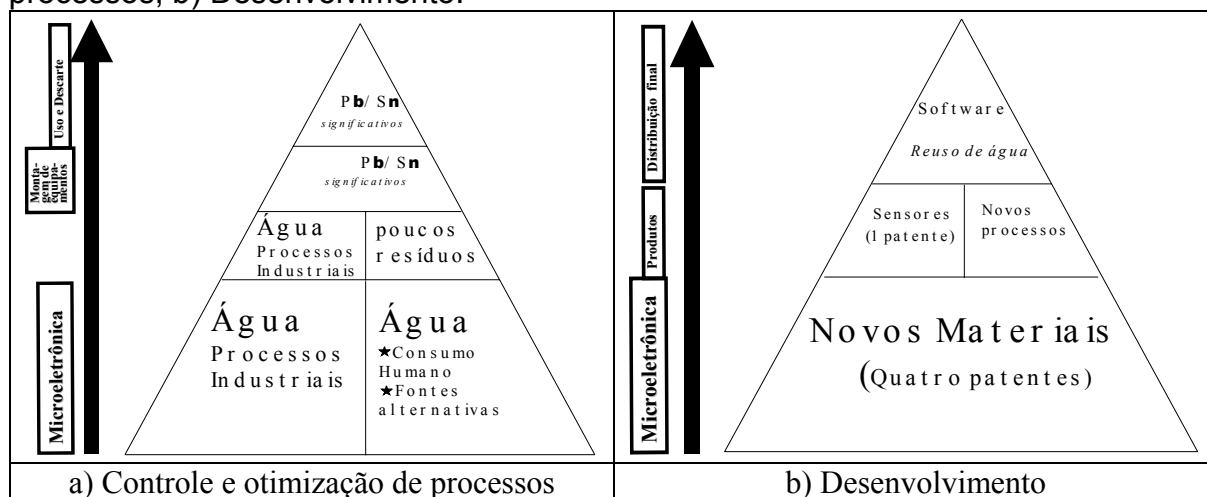 processos, b) Desenvolvimento.
Uso e Descarte
Monta-
gem de
equipa-
mentos
Microeletrônica
Pb/ Sn
significativos
Pb/ Sn
significativos
Água
Processos
Industriais
poucos
resíduos
Água
Processos
Industriais
Água
★Consumo
Humano
★Fontes
alternativas
a) Controle e otimização de processos
Distribuição final
Produtos
Microeletrônica
Software
Reuso de água
Sensores
(1 patente)
Novos
processos
Novos Materiais
(Quatro patentes)
b) Desenvolvimento